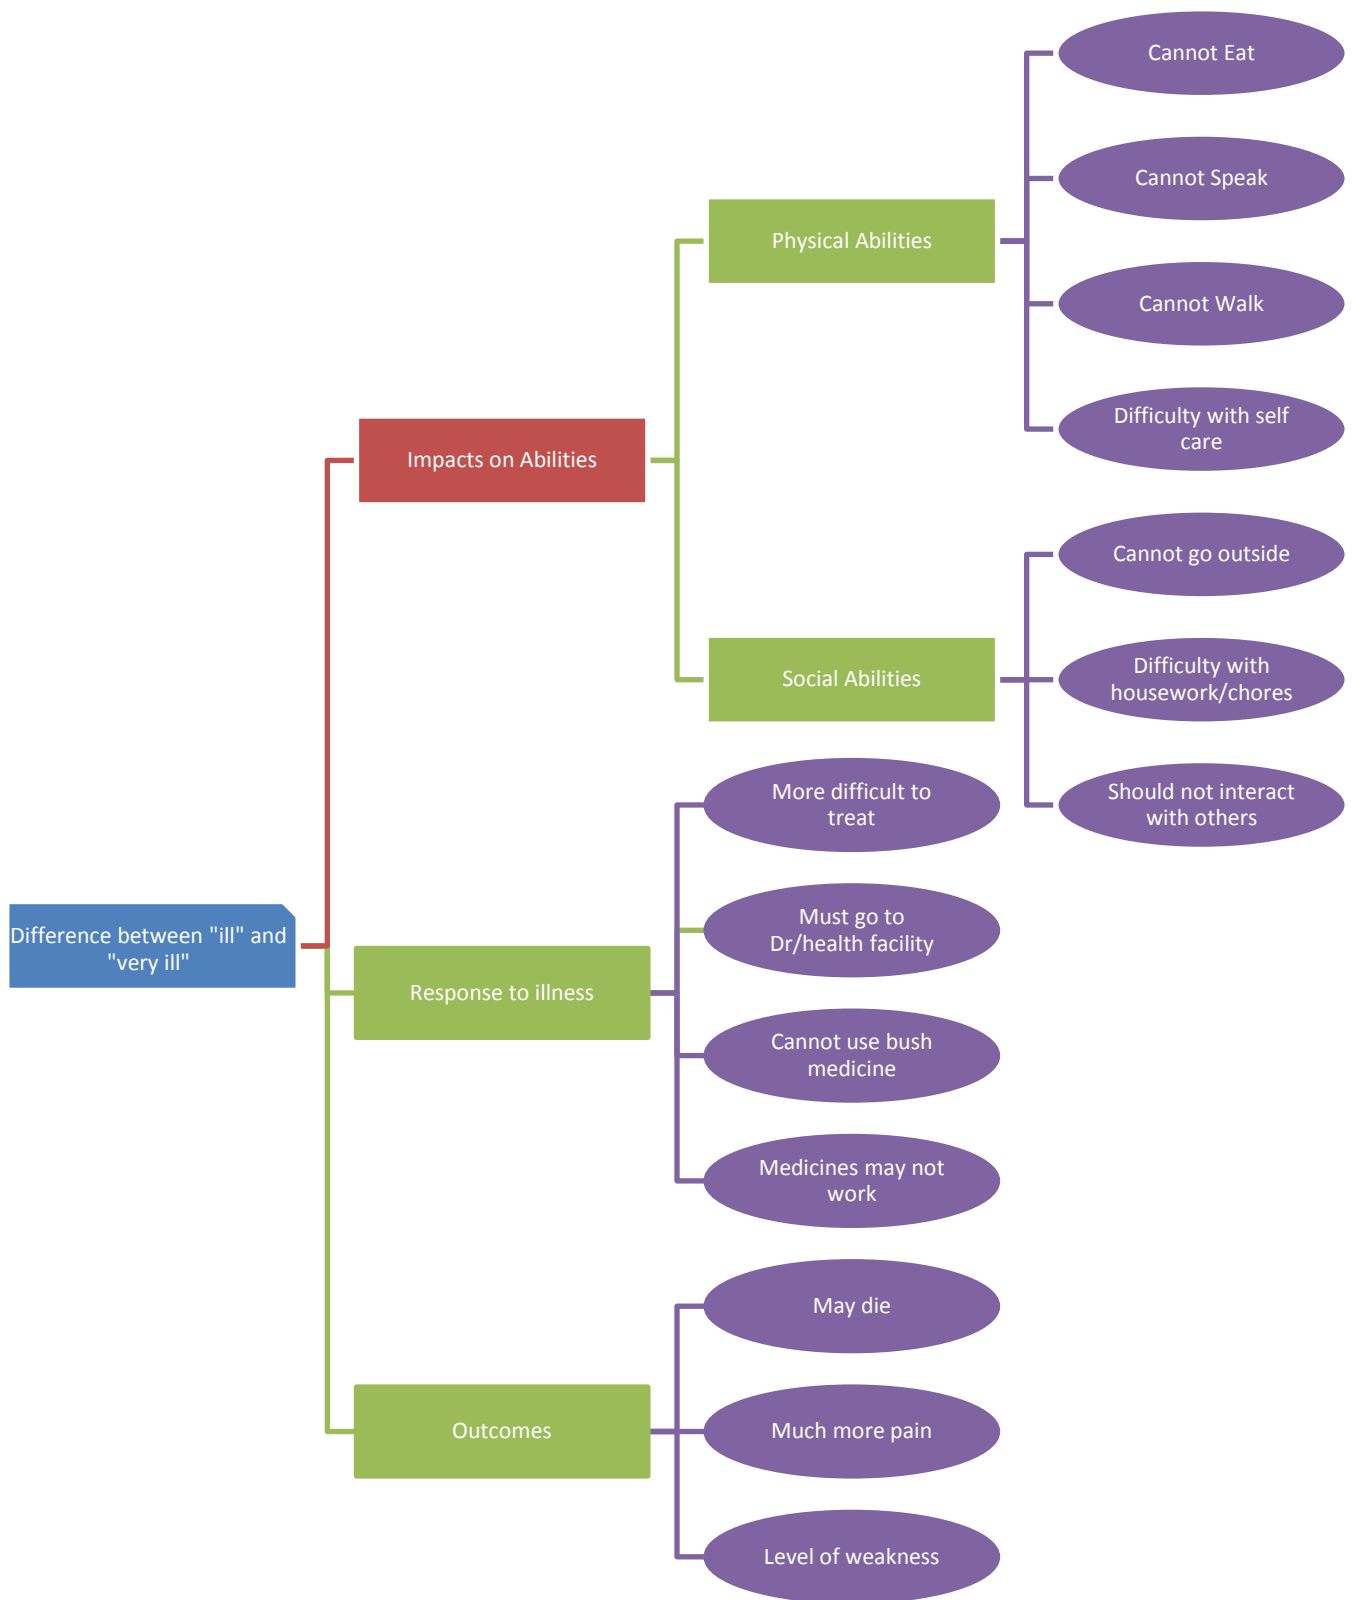 Cannot Eat
Cannot Speak
Physical Abilities
Cannot Walk
Difficulty with self
care
Impacts on Abilities
Cannot go outside
Social Abilities
Difficulty with
housework/chores
Should not interact
with others
More difficult to
treat
Difference between "ill" and
"very ill"
Must go to
Dr/health facility
Response to illness
Cannot use bush
medicine
Medicines may not
work
May die
Outcomes
Much more pain
Level of weakness